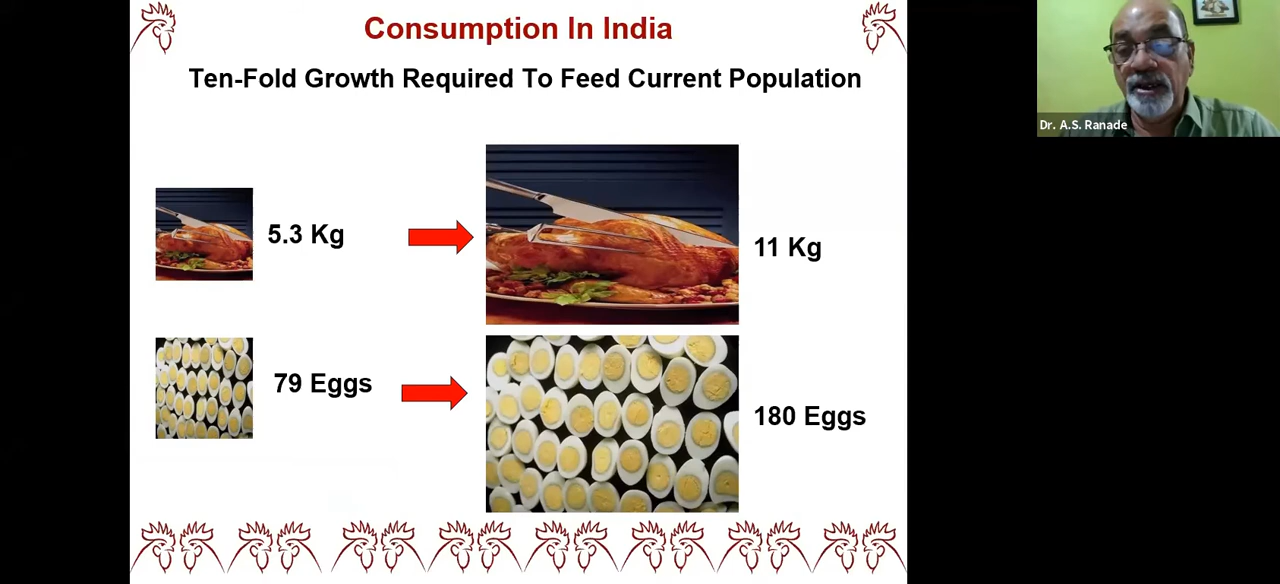 Consumption In India
Ten-Fold Growth Required To Feed Current Population
5.3 Kg
11 Kg
79 Eggs
180 Eggs
Dr. A.S. Ranade